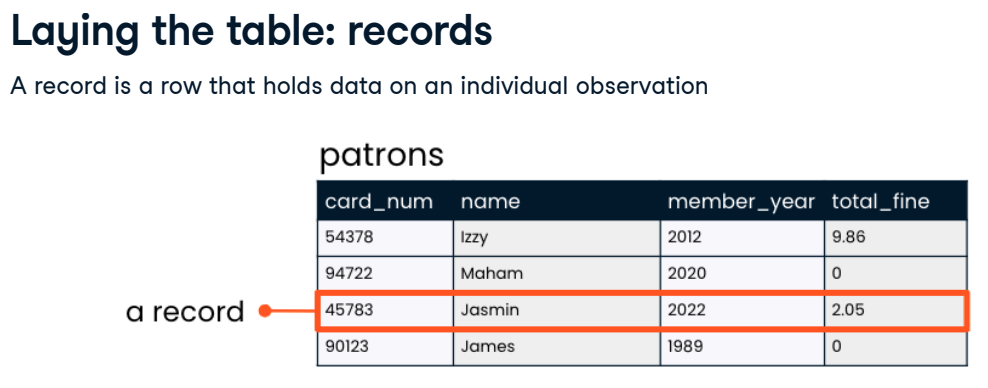 Laying the table: records
A record is a row that holds data on an individual observation
patrons
card_num name member_year total_fine
54378 Izzy 2012 9.86
94722 Maham 2020 0
a record 45783 Jasmin 2022 2.05
90123 James 1989 0